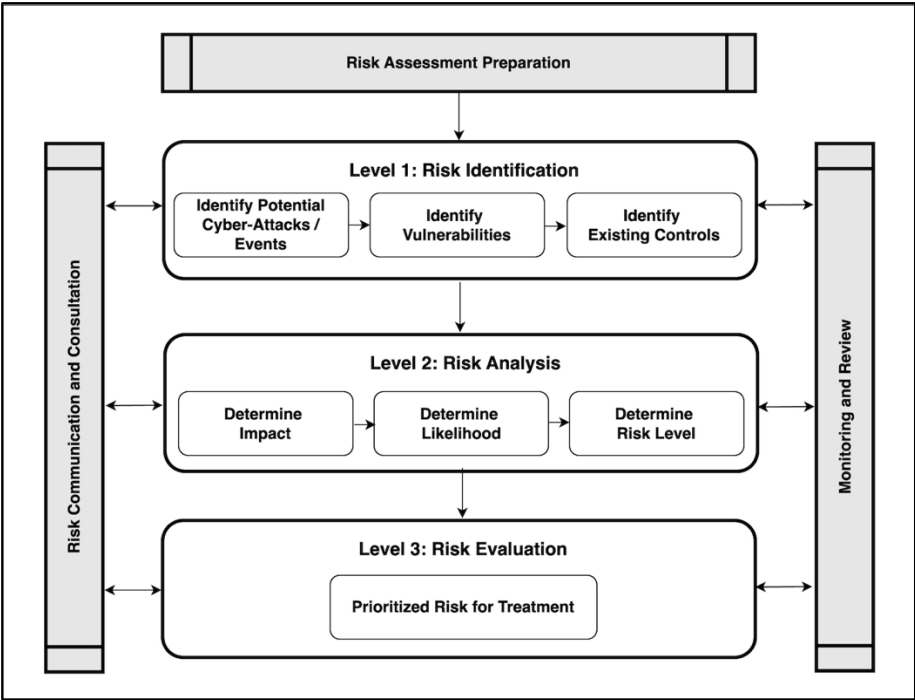 Risk Assessment Preparation
Risk Communication and Consultation
Level 1: Risk Identification
Identify Potential
Cyber-Attacks /
Events
Identify
Vulnerabilities
Identify
Existing Controls
Level 2: Risk Analysis
Determine
Impact
Determine
Likelihood
Determine
Risk Level
Level 3: Risk Evaluation
Prioritized Risk for Treatment
Monitoring and Review